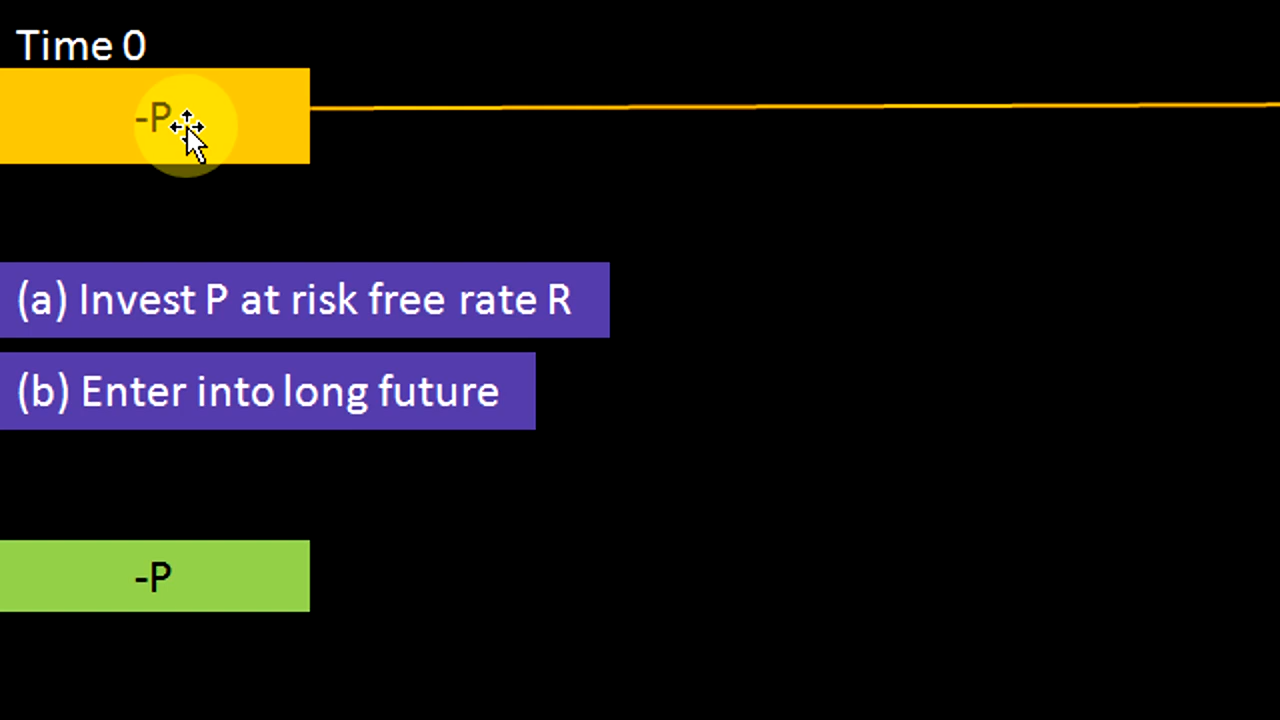 Time 0
-P
(a) Invest P at risk free rate R
(b) Enter into long future
-P